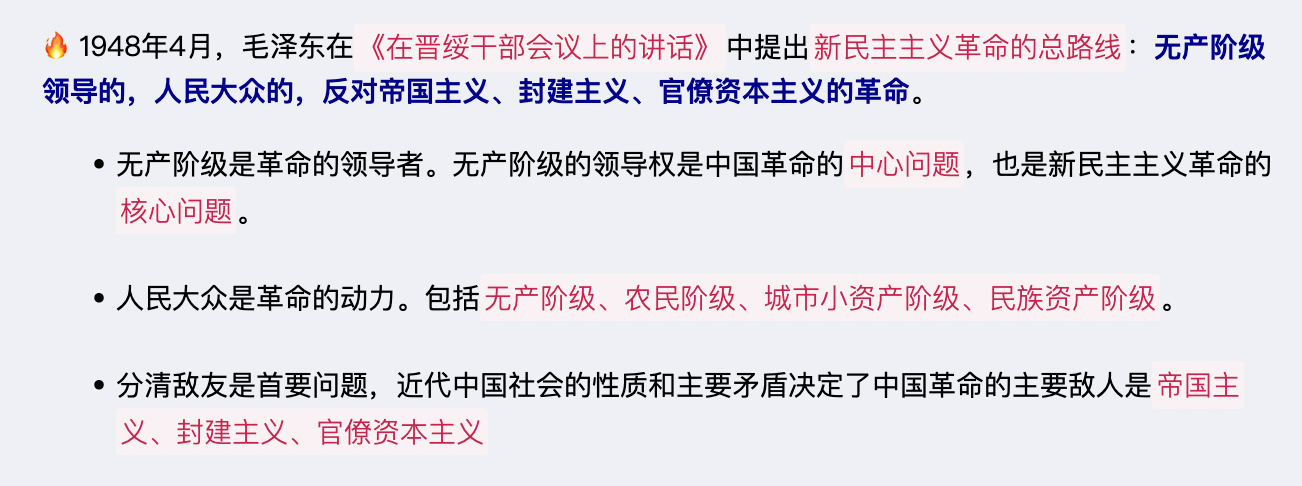 🔥 1948年4月，毛泽东在《在晋绥干部会议上的讲话》中提出新民主主义革命的总路线：无产阶级
领导的，人民大众的，反对帝国主义、封建主义、官僚资本主义的革命。
• 无产阶级是革命的领导者。无产阶级的领导权是中国革命的中心问题，也是新民主主义革命的
核心问题。
• 人民大众是革命的动力。包括无产阶级、农民阶级、城市小资产阶级、民族资产阶级。
• 分清敌友是首要问题，近代中国社会的性质和主要矛盾决定了中国革命的主要敌人是帝国主
义、封建主义、官僚资本主义